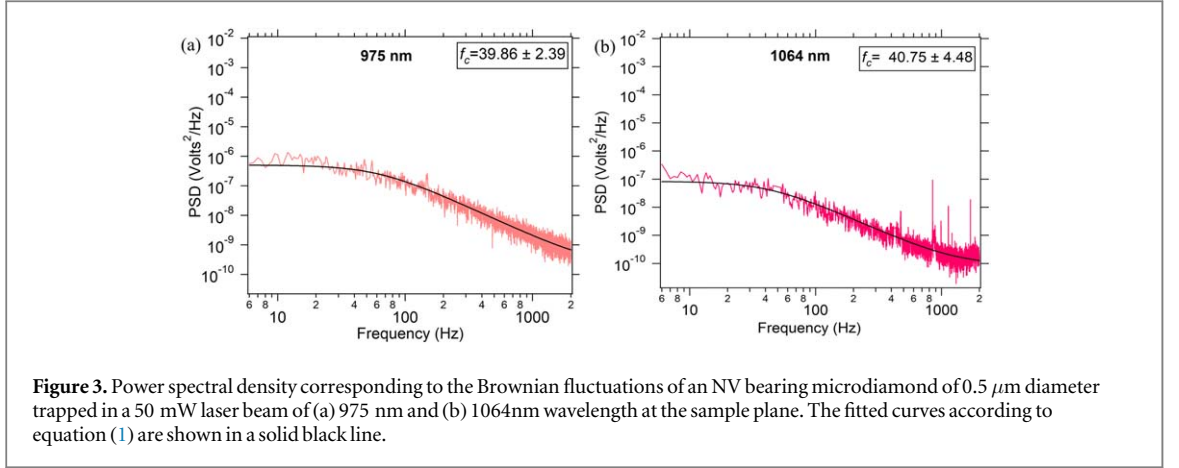 (a)
975 nm
fc=39.86 ± 2.39
PSD (Volts²/Hz)
10⁻²
10⁻³
10⁻⁴
10⁻⁵
10⁻⁶
10⁻⁷
10⁻⁸
10⁻⁹
10⁻¹⁰
6 8 2 4 6 8 2 4 6 8 2
10 100 1000
Frequency (Hz)
(b)
1064 nm
fc= 40.75 ± 4.48
PSD (Volts²/Hz)
10⁻²
10⁻³
10⁻⁴
10⁻⁵
10⁻⁶
10⁻⁷
10⁻⁸
10⁻⁹
10⁻¹⁰
6 8 2 4 6 8 2 4 6 8 2
10 100 1000
Frequency (Hz)
Figure 3. Power spectral density corresponding to the Brownian fluctuations of an NV bearing microdiamond of 0.5 μm diameter
trapped in a 50 mW laser beam of (a) 975 nm and (b) 1064nm wavelength at the sample plane. The fitted curves according to
equation (1) are shown in a solid black line.